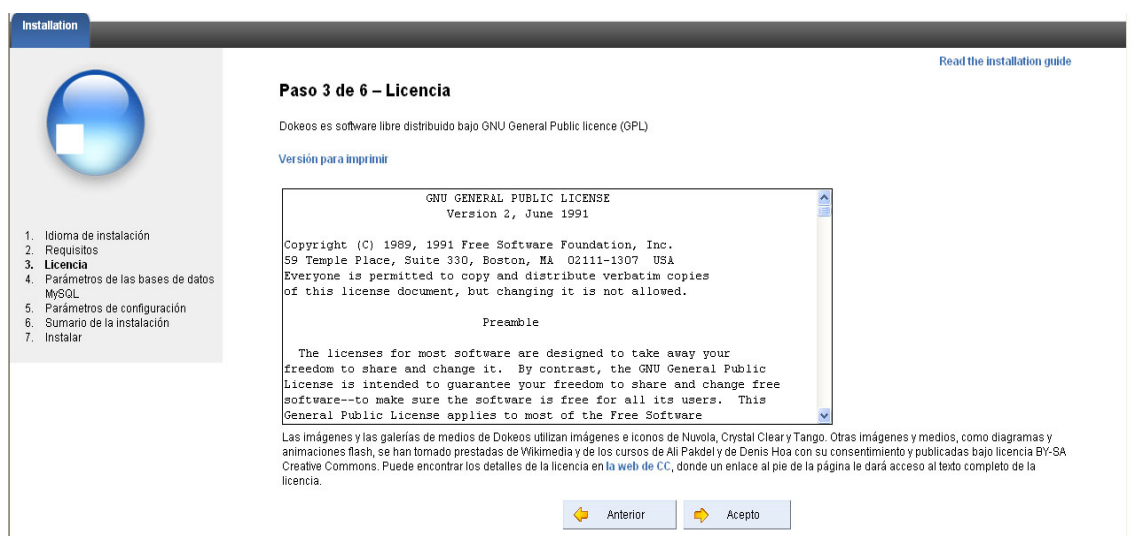 Installation
Read the installation guide
Paso 3 de 6 – Licencia
Dokeos es software libre distribuido bajo GNU General Public licence (GPL)
Versión para imprimir
1. Idioma de instalación
2. Requisitos
3. Licencia
4. Parámetros de las bases de datos
MySQL
5. Parámetros de configuración
6. Sumario de la instalación
7. Instalar
GNU GENERAL PUBLIC LICENSE
Version 2, June 1991
Copyright (C) 1989, 1991 Free Software Foundation, Inc.
59 Temple Place, Suite 330, Boston, MA 02111-1307 USA
Everyone is permitted to copy and distribute verbatim copies
of this license document, but changing it is not allowed.
Preamble
The licenses for most software are designed to take away your
freedom to share and change it. By contrast, the GNU General Public
License is intended to guarantee your freedom to share and change free
software--to make sure the software is free for all its users. This
General Public License applies to most of the Free Software
Las imágenes y las galerías de medios de Dokeos utilizan imágenes e iconos de Nuvola, Crystal Clear y Tango. Otras imágenes y medios, como diagramas y
animaciones flash, se han tomado prestadas de Wikimedia y de los cursos de Ali Pakdel y de Denis Hoa con su consentimiento y publicadas bajo licencia BY-SA
Creative Commons. Puede encontrar los detalles de la licencia en la web de CC, donde un enlace al pie de la página le dará acceso al texto completo de la
licencia.
Anterior
Acepto